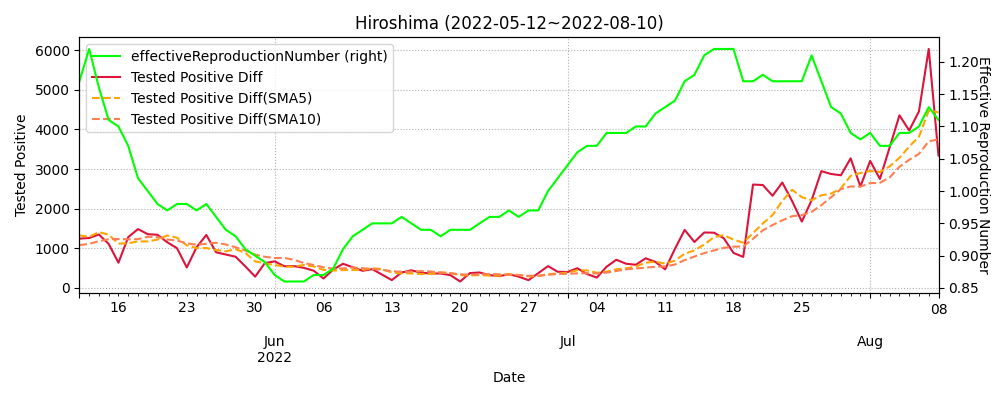 Hiroshima (2022-05-12~2022-08-10)
effectiveReproductionNumber (right)
Tested Positive Diff
Tested Positive Diff(SMA5)
Tested Positive Diff(SMA10)
Tested Positive
6000
5000
4000
3000
2000
1000
0
1.20
1.15
1.10
1.05
1.00
0.95
0.90
0.85
Effective Reproduction Number
16 23 30 06 13 20 27 04 11 18 25 08
Jun Jul Aug
2022
Date